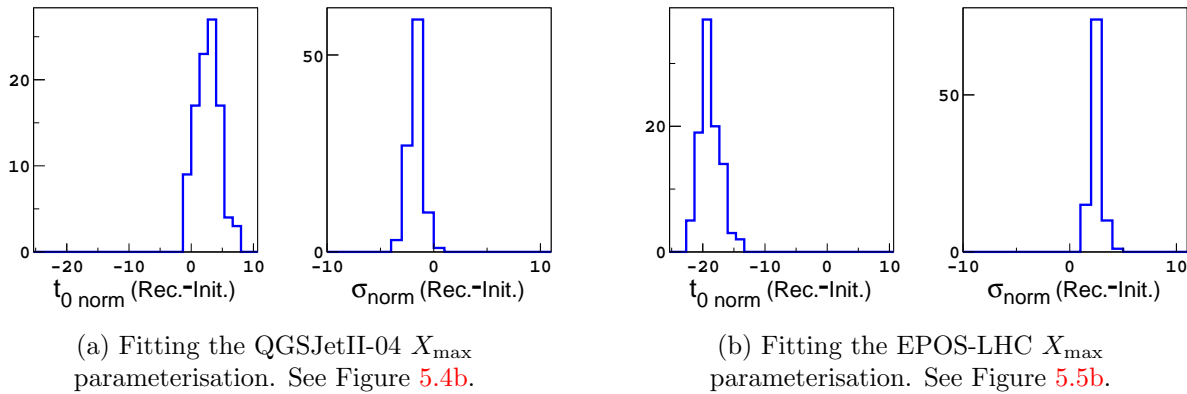 20
10
0
-20
-10
0
10
t0 norm (Rec.-Init.)
50
0
-10
0
10
σnorm (Rec.-Init.)
(a) Fitting the QGSJetII-04 Xmax
parameterisation. See Figure 5.4b.
20
0
-20
-10
0
10
t0 norm (Rec.-Init.)
50
0
-10
0
10
σnorm (Rec.-Init.)
(b) Fitting the EPOS-LHC Xmax
parameterisation. See Figure 5.5b.